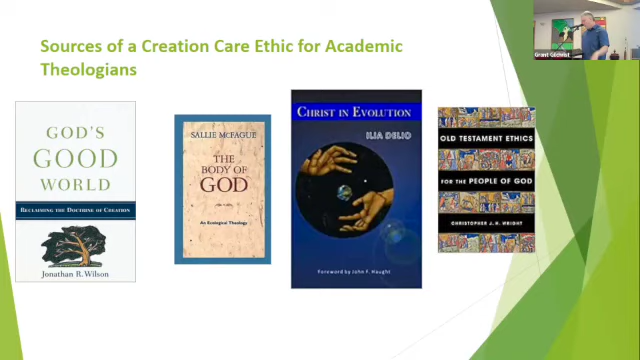 Sources of a Creation Care Ethic for Academic
Theologians
Grant Gilchrist
GOD'S
GOOD
WORLD
RECLAIMING THE DOCTRINE OF CREATION
Jonathan R. Wilson
SALLIE MCFAGUE
THE
BODY OF
GOD
An Ecological Theology
CHRIST IN EVOLUTION
ILIA DELIO
Foreword by John F. Haught
OLD TESTAMENT ETHICS
FOR THE PEOPLE OF GOD
CHRISTOPHER J. H. WRIGHT